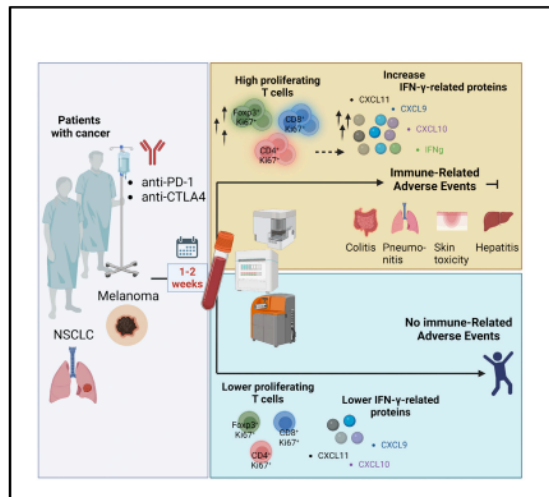 Patients
with cancer
• anti-PD-1
• anti-CTLA4
Melanoma
NSCLC
1-2
weeks
High proliferating
T cells
Foxp3⁺
Ki67⁺
CD8⁺
Ki67⁺
CD4⁺
Ki67⁺
Increase
IFN-γ-related proteins
• CXCL11
• CXCL9
• CXCL10
• IFNg
Immune-Related
Adverse Events
Colitis
Pneumo-
nitis
Skin
toxicity
Hepatitis
No immune-Related
Adverse Events
Lower proliferating
T cells
Foxp3⁺
Ki67⁺
CD8⁺
Ki67⁺
CD4⁺
Ki67⁺
Lower IFN-γ-related
proteins
• CXCL9
• CXCL11
• CXCL10